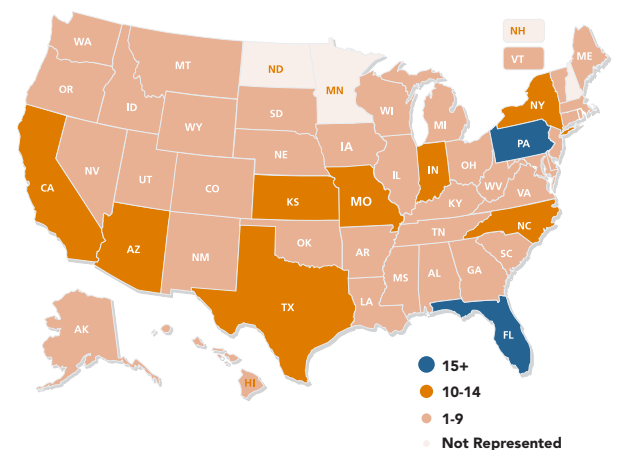 NH
WA
ME
MT
ND
VT
MN
OR
ID
WI
NY
SD
MI
WY
PA
IA
NE
OH
NV
IL
IN
UT
CO
WV
VA
CA
KS
MO
KY
NC
TN
OK
AZ
AR
SC
NM
MS
AL
GA
LA
TX
AK
FL
HI
15+
10-14
1-9
Not Represented